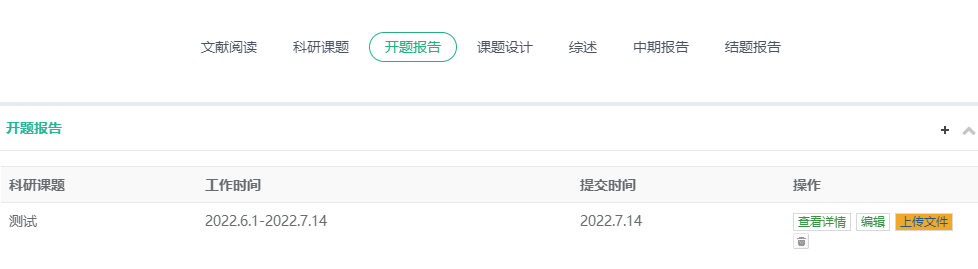 文献阅读 科研课题 开题报告 课题设计 综述 中期报告 结题报告
开题报告
科研课题 工作时间 提交时间 操作
测试 2022.6.1-2022.7.14 2022.7.14 查看详情 编辑 上传文件